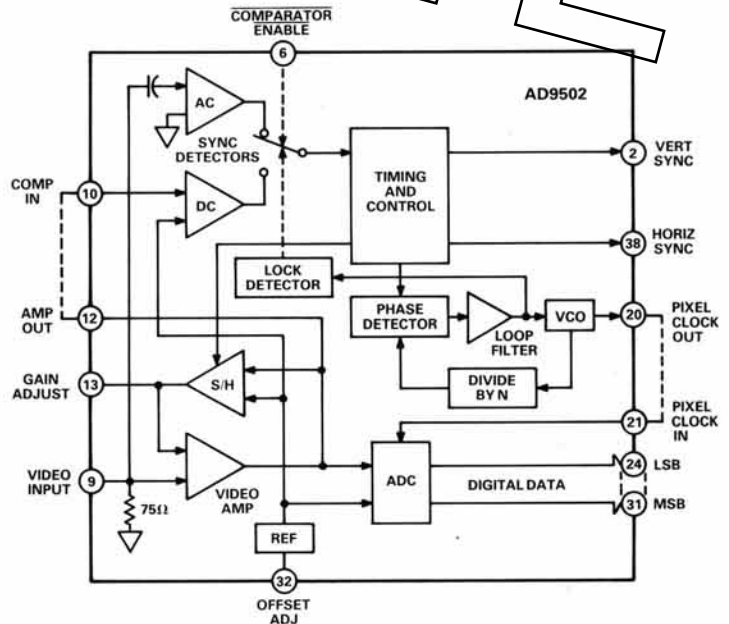 COMPARATOR
ENABLE
6
AD9502
AC
SYNC
DETECTORS
2
VERT
SYNC
TIMING
AND
CONTROL
COMP
IN
10
DC
38
HORIZ
SYNC
LOCK
DETECTOR
AMP
OUT
12
PHASE
DETECTOR
LOOP
FILTER
VCO
20
PIXEL
CLOCK
OUT
GAIN
ADJUST
13
S/H
DIVIDE
BY N
21
PIXEL
CLOCK
IN
VIDEO
INPUT
9
75Ω
VIDEO
AMP
ADC
DIGITAL DATA
24
LSB
31
MSB
REF
32
OFFSET
ADJ